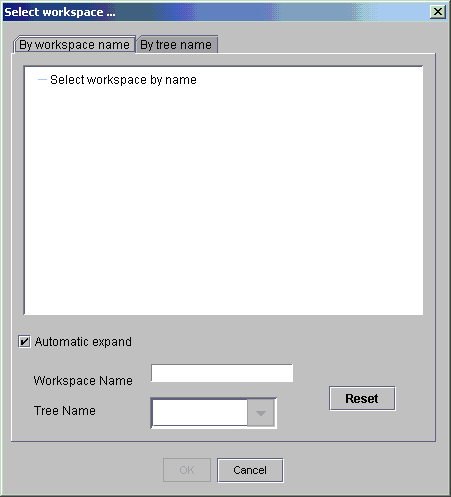 Select workspace ...
By workspace name By tree name
Select workspace by name
Automatic expand
Workspace Name
Tree Name
Reset
OK Cancel